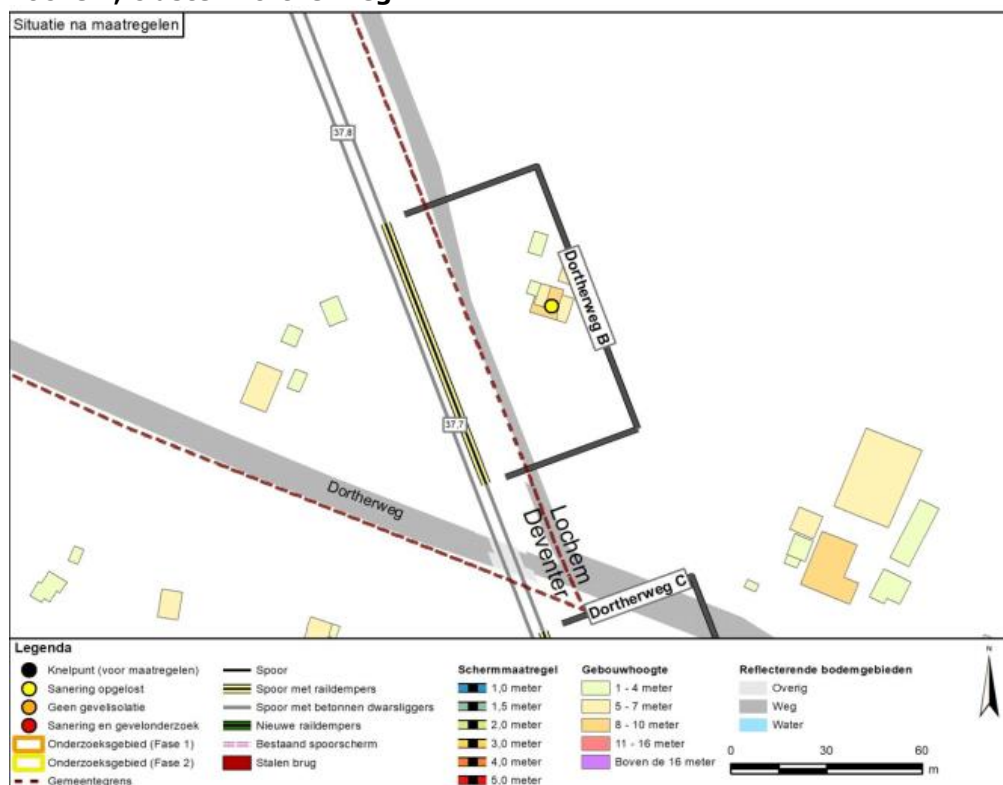 Situatie na maatregelen
37,8
Dortherweg B
37,7
Dortherweg
Lochem
Deventer
Dortherweg C
Legenda
Knelpunt (voor maatregelen)
Sanering opgelost
Geen gevelisolatie
Sanering en gevelonderzoek
Onderzoeksgebied (Fase 1)
Onderzoeksgebied (Fase 2)
Gemeentegrens
Spoor
Spoor met raildempers
Spoor met betonnen dwarsliggers
Nieuwe raildempers
Bestaand spoorscherm
Stalen brug
Schermmaatregel
1,0 meter
1,5 meter
2,0 meter
3,0 meter
4,0 meter
5,0 meter
Gebouwhoogte
1 - 4 meter
5 - 7 meter
8 - 10 meter
11 - 16 meter
Boven de 16 meter
Reflecterende bodemgebieden
Overig
Weg
Water
N
0 30 60
m